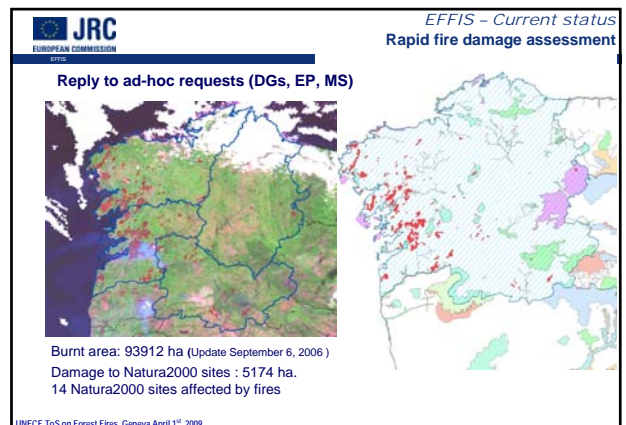 JRC
EUROPEAN COMMISSION
EFFIS
EFFIS – Current status
Rapid fire damage assessment
Reply to ad-hoc requests (DGs, EP, MS)
Burnt area: 93912 ha (Update September 6, 2006 )
Damage to Natura2000 sites : 5174 ha.
14 Natura2000 sites affected by fires
UNECE ToS on Forest Fires, Geneva April 1st, 2009